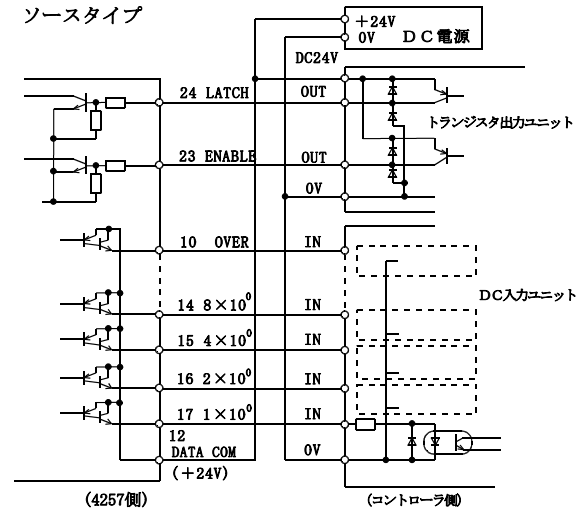 ソースタイプ
+24V
0V
DC電源
DC24V
24 LATCH
OUT
トランジスタ出力ユニット
23 ENABLE
OUT
0V
10 OVER
IN
DC入力ユニット
14 8×10⁰
IN
15 4×10⁰
IN
16 2×10⁰
IN
17 1×10⁰
IN
12
DATA COM
0V
(+24V)
(4257側)
(コントローラ側)